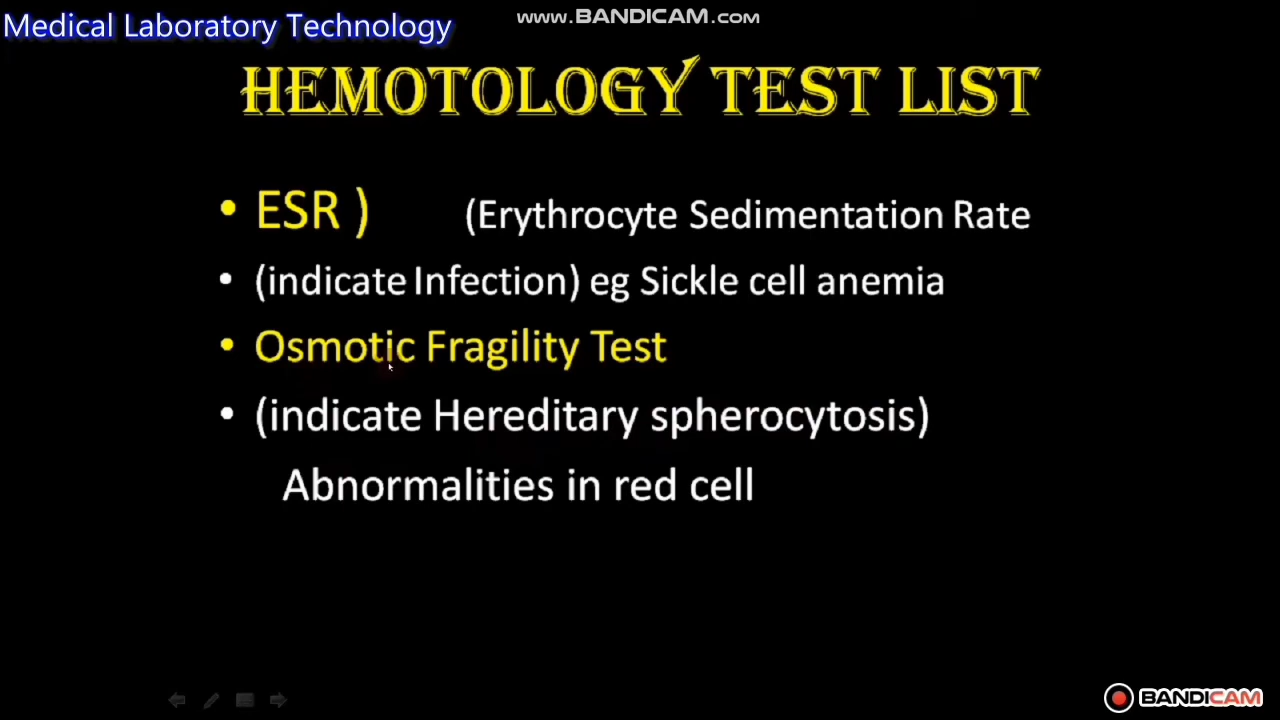 www.BANDICAM.com
Medical Laboratory Technology
HEMOTOLOGY TEST LIST
• ESR ) (Erythrocyte Sedimentation Rate
• (indicate Infection) eg Sickle cell anemia
• Osmotic Fragility Test
• (indicate Hereditary spherocytosis)
Abnormalities in red cell
BANDICAM